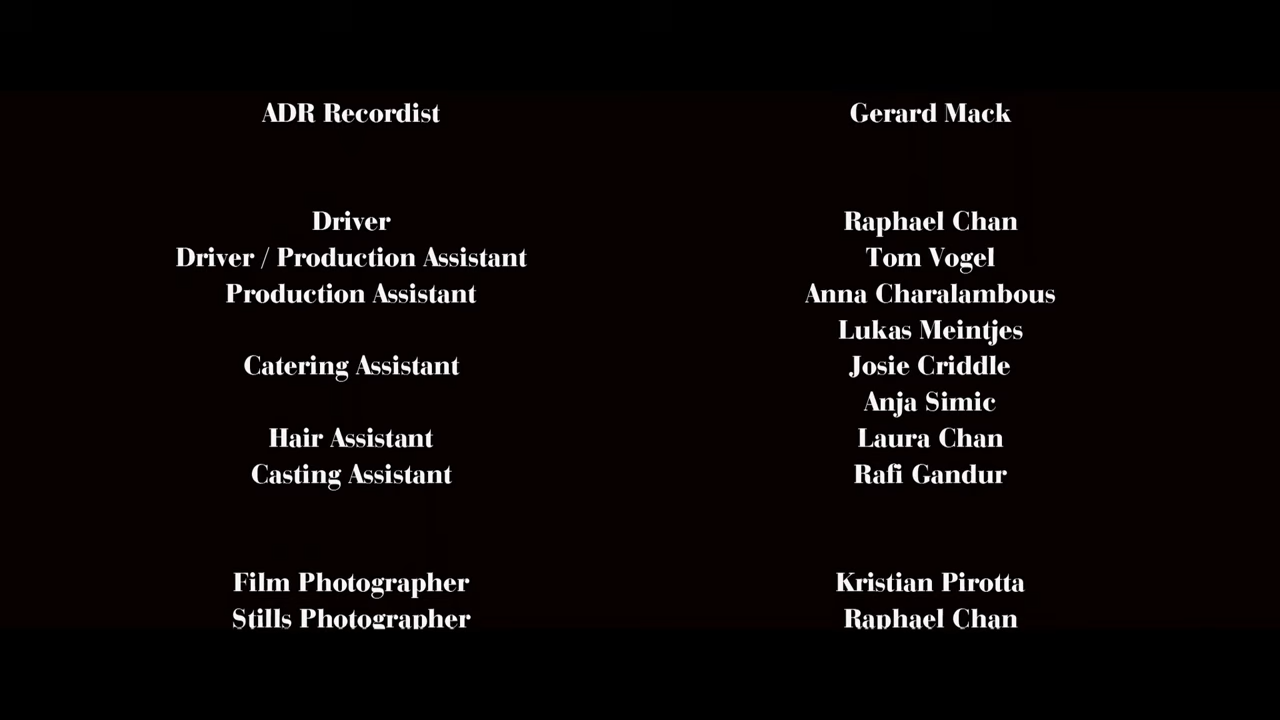 ADR Recordist Gerard Mack
Driver Raphael Chan
Driver / Production Assistant Tom Vogel
Production Assistant Anna Charalambous
Lukas Meintjes
Catering Assistant Josie Criddle
Anja Simic
Hair Assistant Laura Chan
Casting Assistant Rafi Gandur
Film Photographer Kristian Pirotta
Stills Photographer Raphael Chan